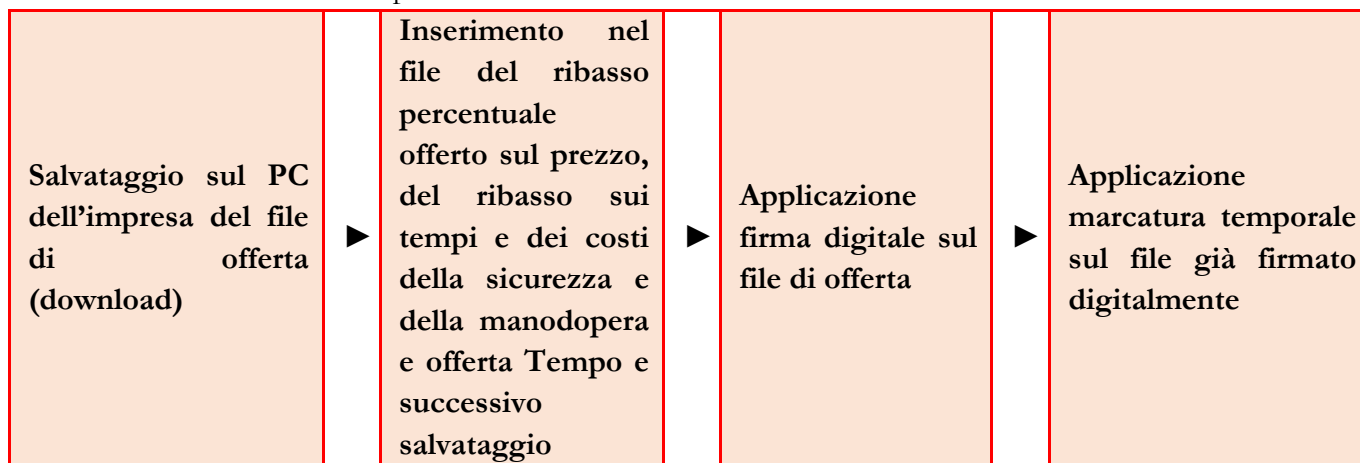 Salvataggio sul PC
dell'impresa del file
di offerta
(download)
►
Inserimento nel
file del ribasso
percentuale
offerto sul prezzo,
del ribasso sui
tempi e dei costi
della sicurezza e
della manodopera
e offerta Tempo e
successivo
salvataggio
►
Applicazione
firma digitale sul
file di offerta
►
Applicazione
marcatura temporale
sul file già firmato
digitalmente